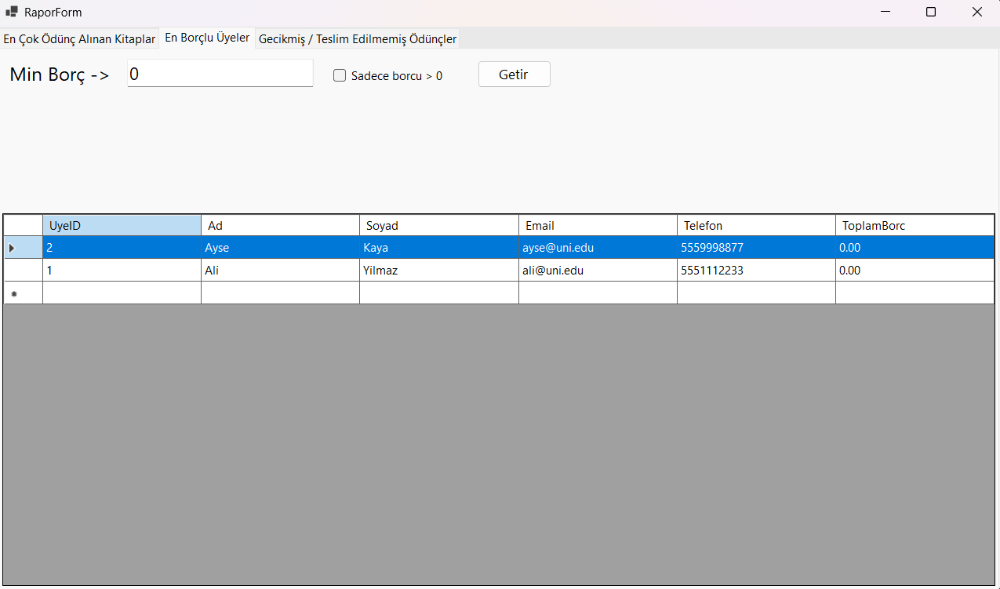 RaporForm
En Çok Ödünç Alınan Kitaplar En Borçlu Üyeler Gecikmiş / Teslim Edilmemiş Ödünçler
Min Borç -> 0 Sadece borcu > 0 Getir
UyeID Ad Soyad Email Telefon ToplamBorc
2 Ayse Kaya ayse@uni.edu 5559998877 0.00
1 Ali Yilmaz ali@uni.edu 5551112233 0.00